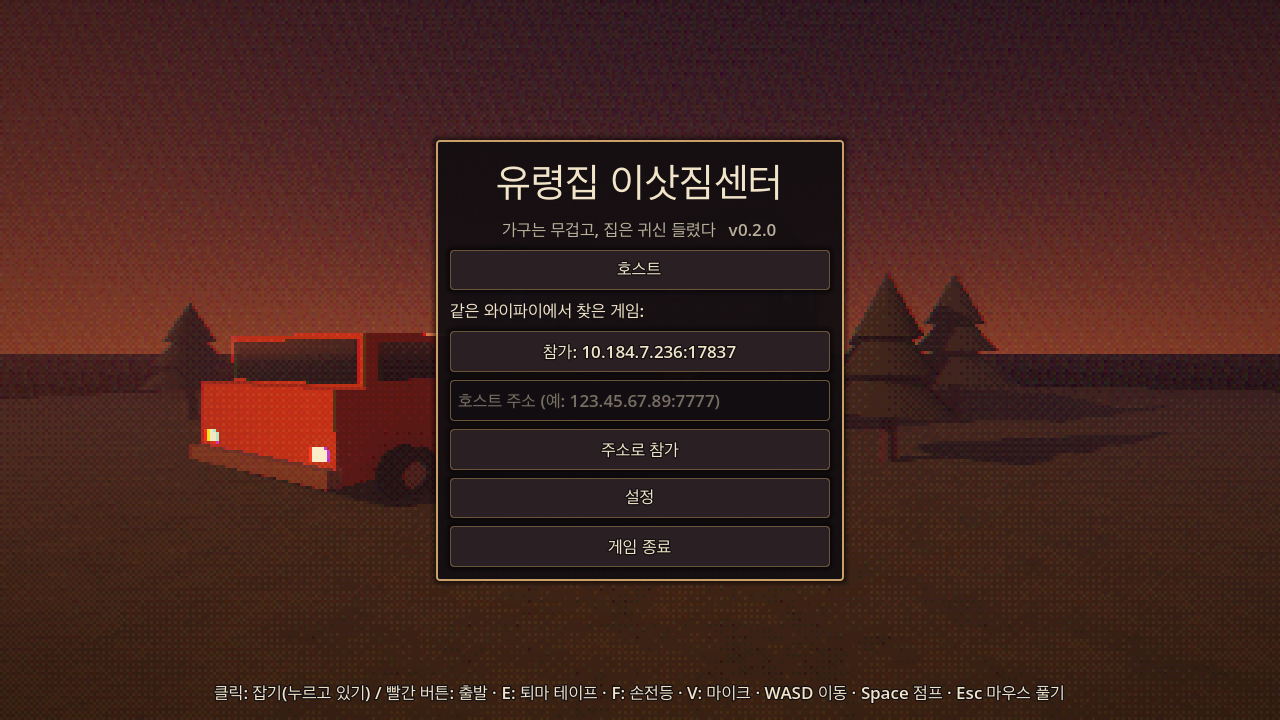 유령집 이삿짐센터
가구는 무겁고, 집은 귀신 들렸다 v0.2.0
호스트
같은 와이파이에서 찾은 게임:
참가: 10.184.7.236:17837
호스트 주소 (예: 123.45.67.89:7777)
주소로 참가
설정
게임 종료
클릭: 잡기(누르고 있기) / 빨간 버튼: 출발 · E: 퇴마 테이프 · F: 손전등 · V: 마이크 · WASD 이동 · Space 점프 · Esc 마우스 풀기